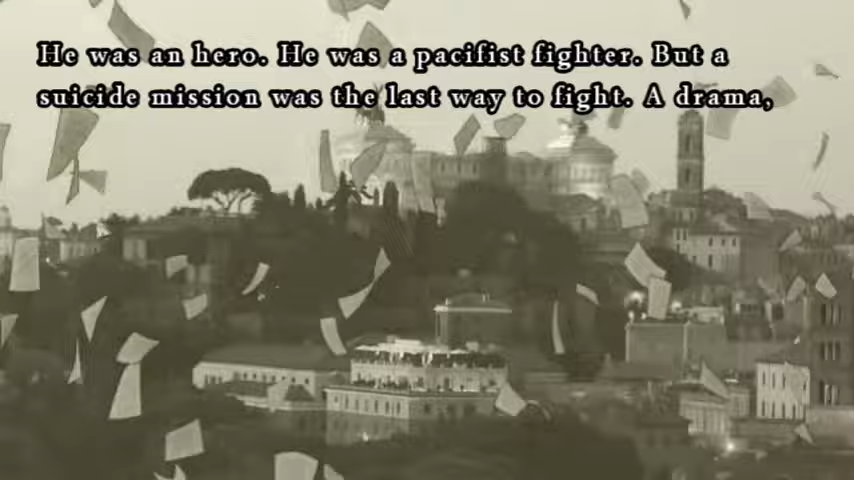 He was an hero. He was a pacifist fighter. But a
suicide mission was the last way to fight. A drama,